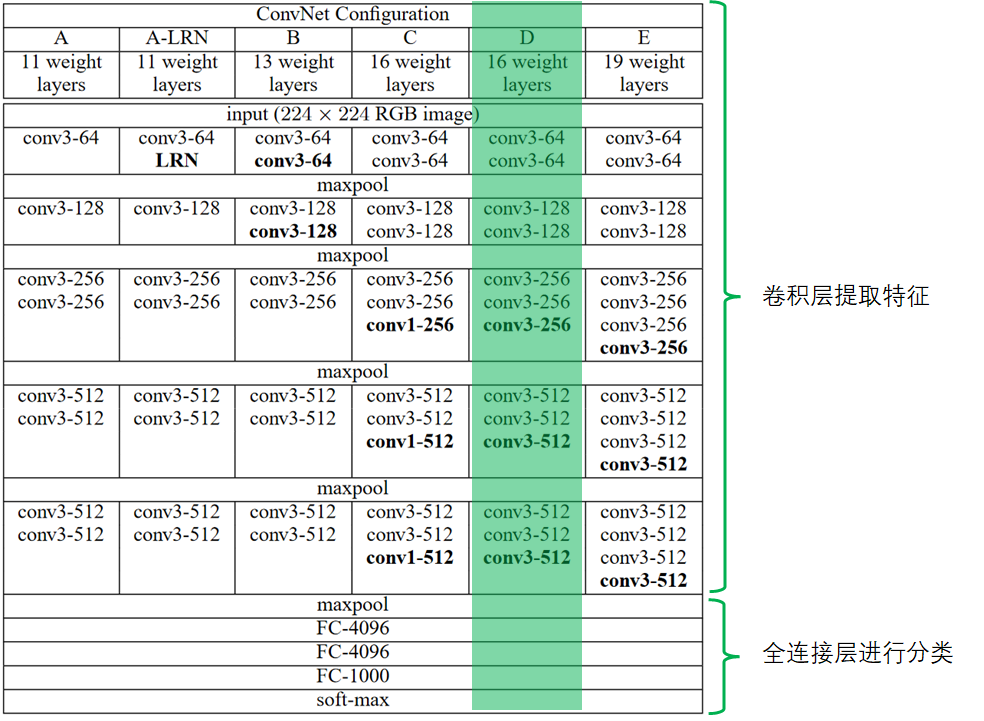 ConvNet Configuration
A A-LRN B C D E
11 weight layers 11 weight layers 13 weight layers 16 weight layers 16 weight layers 19 weight layers
input (224 × 224 RGB image)
conv3-64 conv3-64 conv3-64 conv3-64 conv3-64 conv3-64
LRN conv3-64 conv3-64 conv3-64 conv3-64
maxpool
conv3-128 conv3-128 conv3-128 conv3-128 conv3-128 conv3-128
conv3-128 conv3-128 conv3-128 conv3-128
maxpool
conv3-256 conv3-256 conv3-256 conv3-256 conv3-256 conv3-256
conv3-256 conv3-256 conv3-256 conv3-256 conv3-256 conv3-256
conv1-256 conv3-256 conv3-256
conv3-256
maxpool
conv3-512 conv3-512 conv3-512 conv3-512 conv3-512 conv3-512
conv3-512 conv3-512 conv3-512 conv3-512 conv3-512 conv3-512
conv1-512 conv3-512 conv3-512
conv3-512
maxpool
conv3-512 conv3-512 conv3-512 conv3-512 conv3-512 conv3-512
conv3-512 conv3-512 conv3-512 conv3-512 conv3-512 conv3-512
conv1-512 conv3-512 conv3-512
conv3-512
maxpool
FC-4096
FC-4096
FC-1000
soft-max
卷积层提取特征
全连接层进行分类